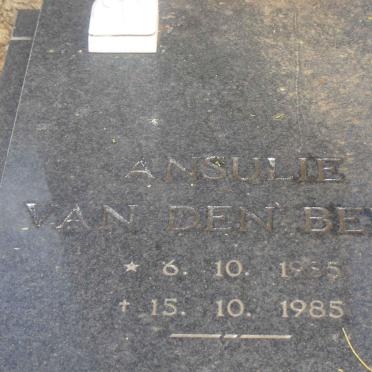 ANSULIE
VAN DEN BE
★ 6. 10.
† 15. 10. 1985